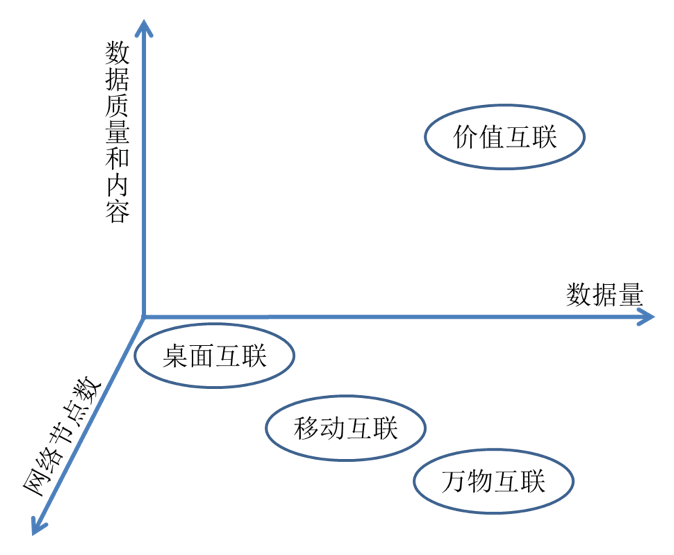 数据质量和内容
价值互联
数据量
桌面互联
网络节点数
移动互联
万物互联